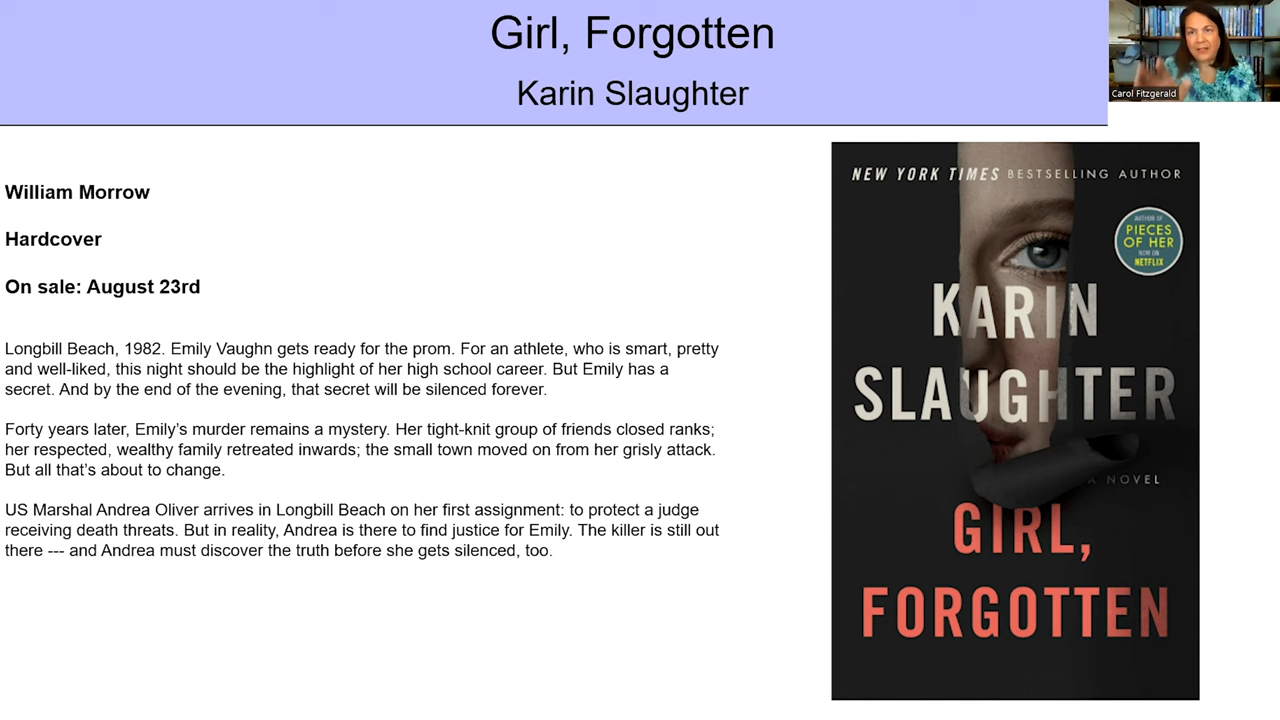 Girl, Forgotten
Karin Slaughter
Carol Fitzgerald
William Morrow
Hardcover
On sale: August 23rd
Longbill Beach, 1982. Emily Vaughn gets ready for the prom. For an athlete, who is smart, pretty
and well-liked, this night should be the highlight of her high school career. But Emily has a
secret. And by the end of the evening, that secret will be silenced forever.
Forty years later, Emily’s murder remains a mystery. Her tight-knit group of friends closed ranks;
her respected, wealthy family retreated inwards; the small town moved on from her grisly attack.
But all that’s about to change.
US Marshal Andrea Oliver arrives in Longbill Beach on her first assignment: to protect a judge
receiving death threats. But in reality, Andrea is there to find justice for Emily. The killer is still out
there --- and Andrea must discover the truth before she gets silenced, too.
NEW YORK TIMES BESTSELLING AUTHOR
AUTHOR OF
PIECES
OF HER
NOW ON
NETFLIX
KARIN
SLAUGHTER
A NOVEL
GIRL,
FORGOTTEN